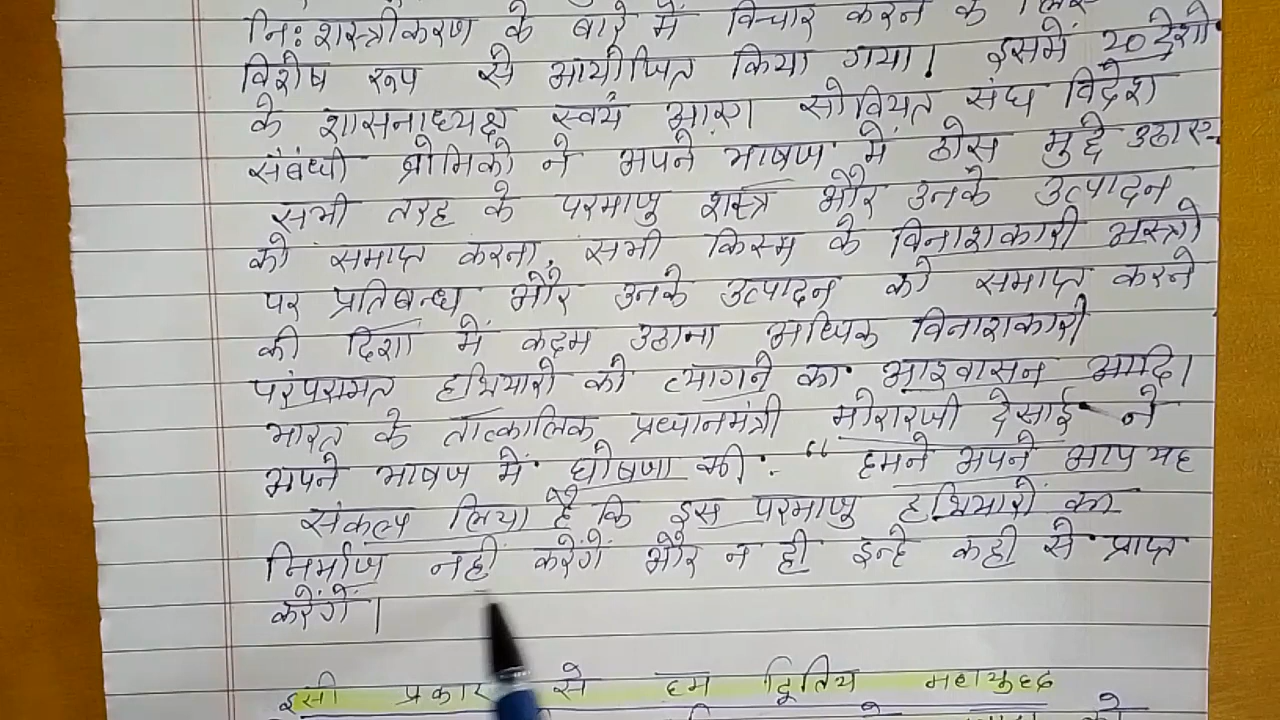 निःशस्त्रीकरण के बारे में विचार करने के लिए
विशेष रूप से आयोजित किया गया। इसमें 20 देशो
के शासनाध्यक्ष स्वयं आए। सोवियत संघ विदेश
संबंधी ग्रोमिको ने अपने भाषण में ठोस मुद्दे उठाए:-
सभी तरह के परमाणु शस्त्र और उनके उत्पादन
को समाप्त करना, सभी किस्म के विनाशकारी अस्त्रो
पर प्रतिबन्ध और उनके उत्पादन को समाप्त करने
की दिशा में कदम उठाना अधिक विनाशकारी
परंपरागत हथियारो को त्यागने का आश्वासन आदि।
भारत के तात्कालिक प्रधानमंत्री मोरारजी देसाई ने
अपने भाषण में घोषणा की : “ हमने अपने आप यह
संकल्प लिया है कि इस परमाणु हथियारो का
निर्माण नहीं करेंगें और न ही इन्हे कही से प्राप्त
करेंगें।
इसी प्रकार से हम द्वितिय महायुध्द